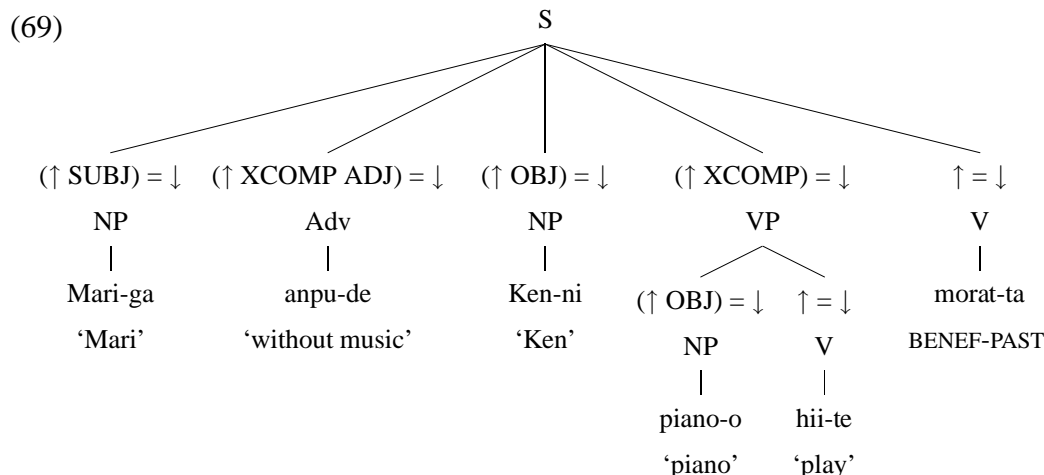 (69) S
(↑ SUBJ) = ↓ (↑ XCOMP ADJ) = ↓ (↑ OBJ) = ↓ (↑ XCOMP) = ↓ ↑ = ↓
NP Adv NP VP V
Mari-ga anpu-de Ken-ni (↑ OBJ) = ↓ ↑ = ↓ morat-ta
‘Mari’ ‘without music’ ‘Ken’ NP V BENEF-PAST
piano-o hii-te
‘piano’ ‘play’